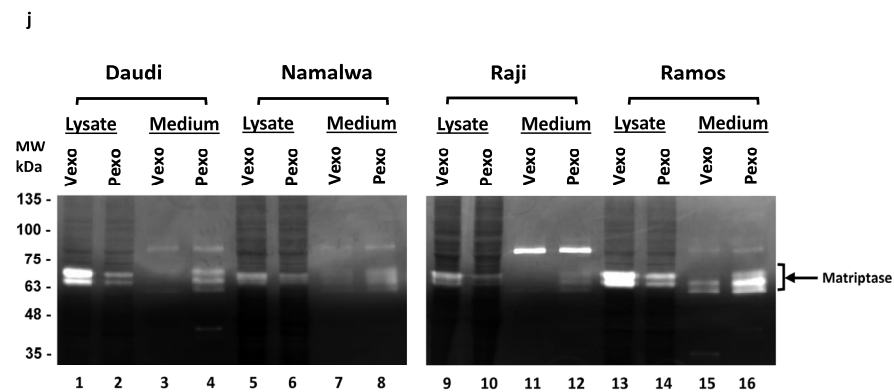 j
Daudi Namalwa Raji Ramos
Lysate Medium Lysate Medium Lysate Medium Lysate Medium
MW
kDa
Vexo Pexo Vexo Pexo Vexo Pexo Vexo Pexo Vexo Pexo Vexo Pexo Vexo Pexo Vexo Pexo
135 -
100 -
75 -
63 -
Matriptase
48 -
35 -
1 2 3 4 5 6 7 8 9 10 11 12 13 14 15 16